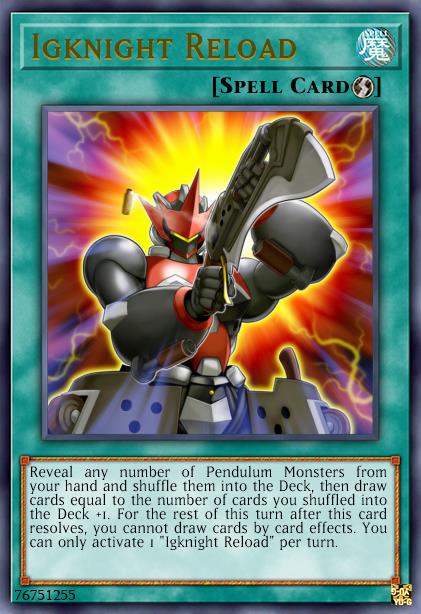 Igknight Reload
SPELL
魔
[Spell Card]
Reveal any number of Pendulum Monsters from
your hand and shuffle them into the Deck, then draw
cards equal to the number of cards you shuffled into
the Deck +1. For the rest of this turn after this card
resolves, you cannot draw cards by card effects. You
can only activate 1 "Igknight Reload" per turn.
76751255